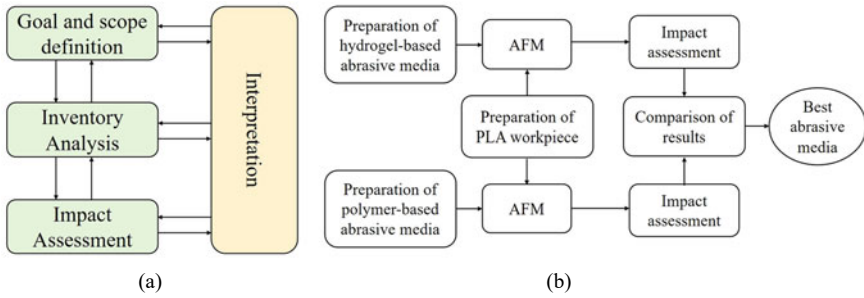 Goal and scope
definition
Inventory
Analysis
Impact
Assessment
Interpretation
(a)
Preparation of
hydrogel-based
abrasive media
AFM
Impact
assessment
Preparation of
PLA workpiece
Comparison of
results
Best
abrasive
media
Preparation of
polymer-based
abrasive media
AFM
Impact
assessment
(b)